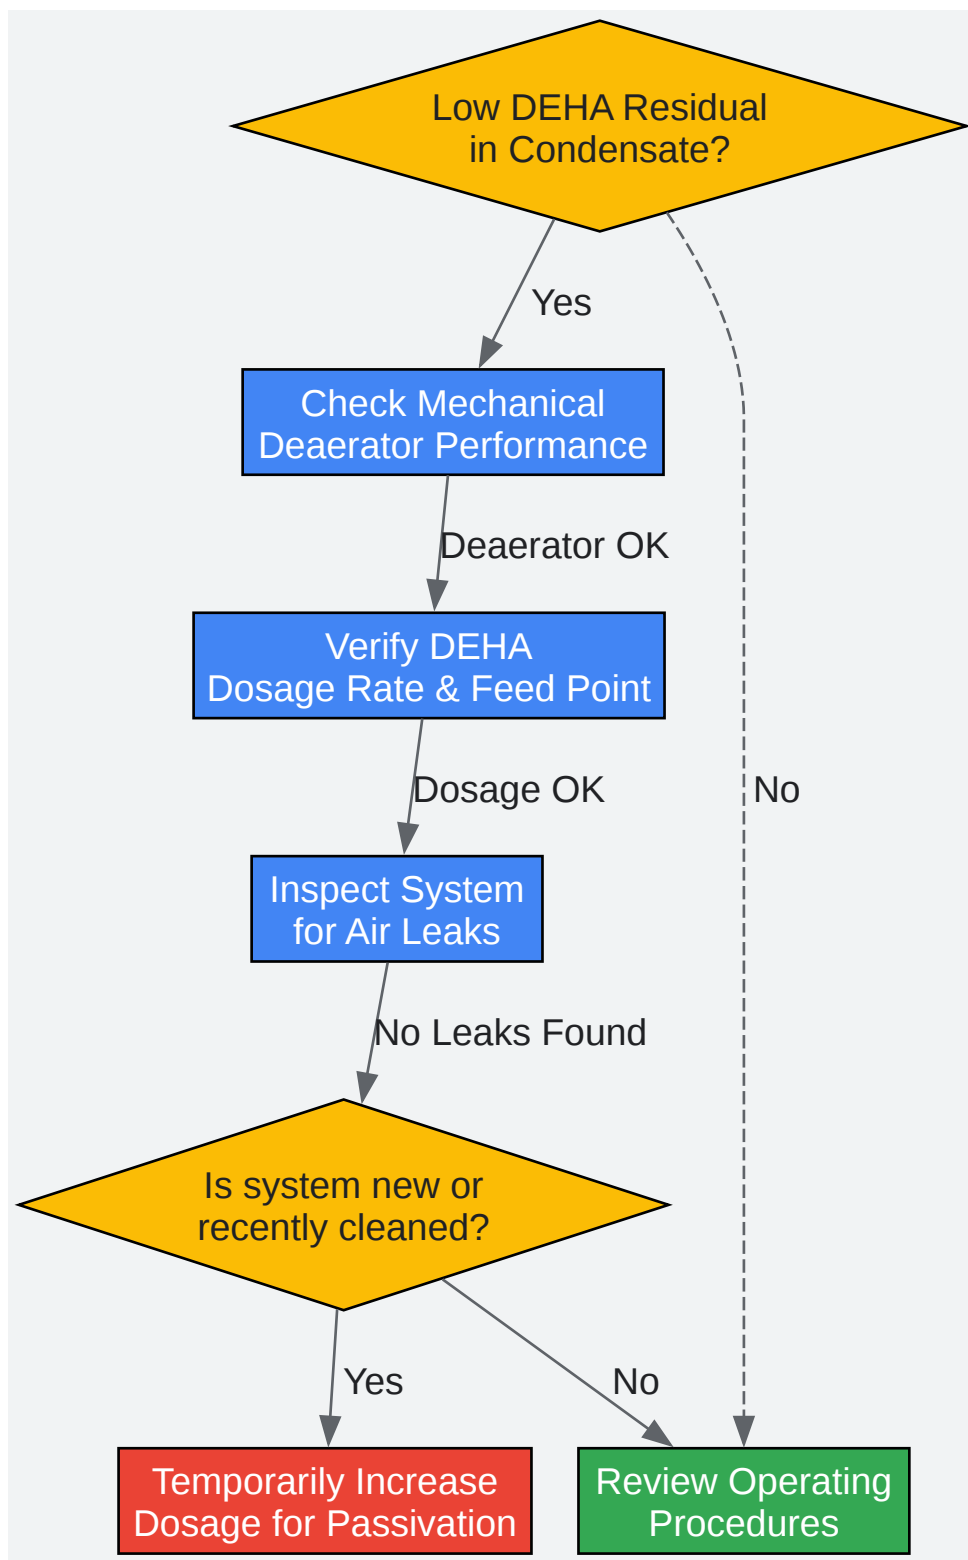 Low DEHA Residual
in Condensate?
Yes
Check Mechanical
Deaerator Performance
Deaerator OK
Verify DEHA
Dosage Rate & Feed Point
Dosage OK
No
Inspect System
for Air Leaks
No Leaks Found
Is system new or
recently cleaned?
Yes
No
Temporarily Increase
Dosage for Passivation
Review Operating
Procedures